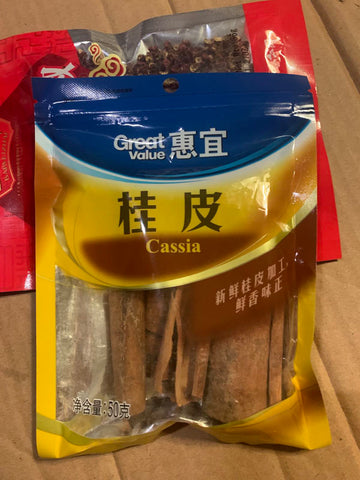 Great
Value 惠宜
桂皮
Cassia
新鲜桂皮加工,
鲜香味正
净含量:50克